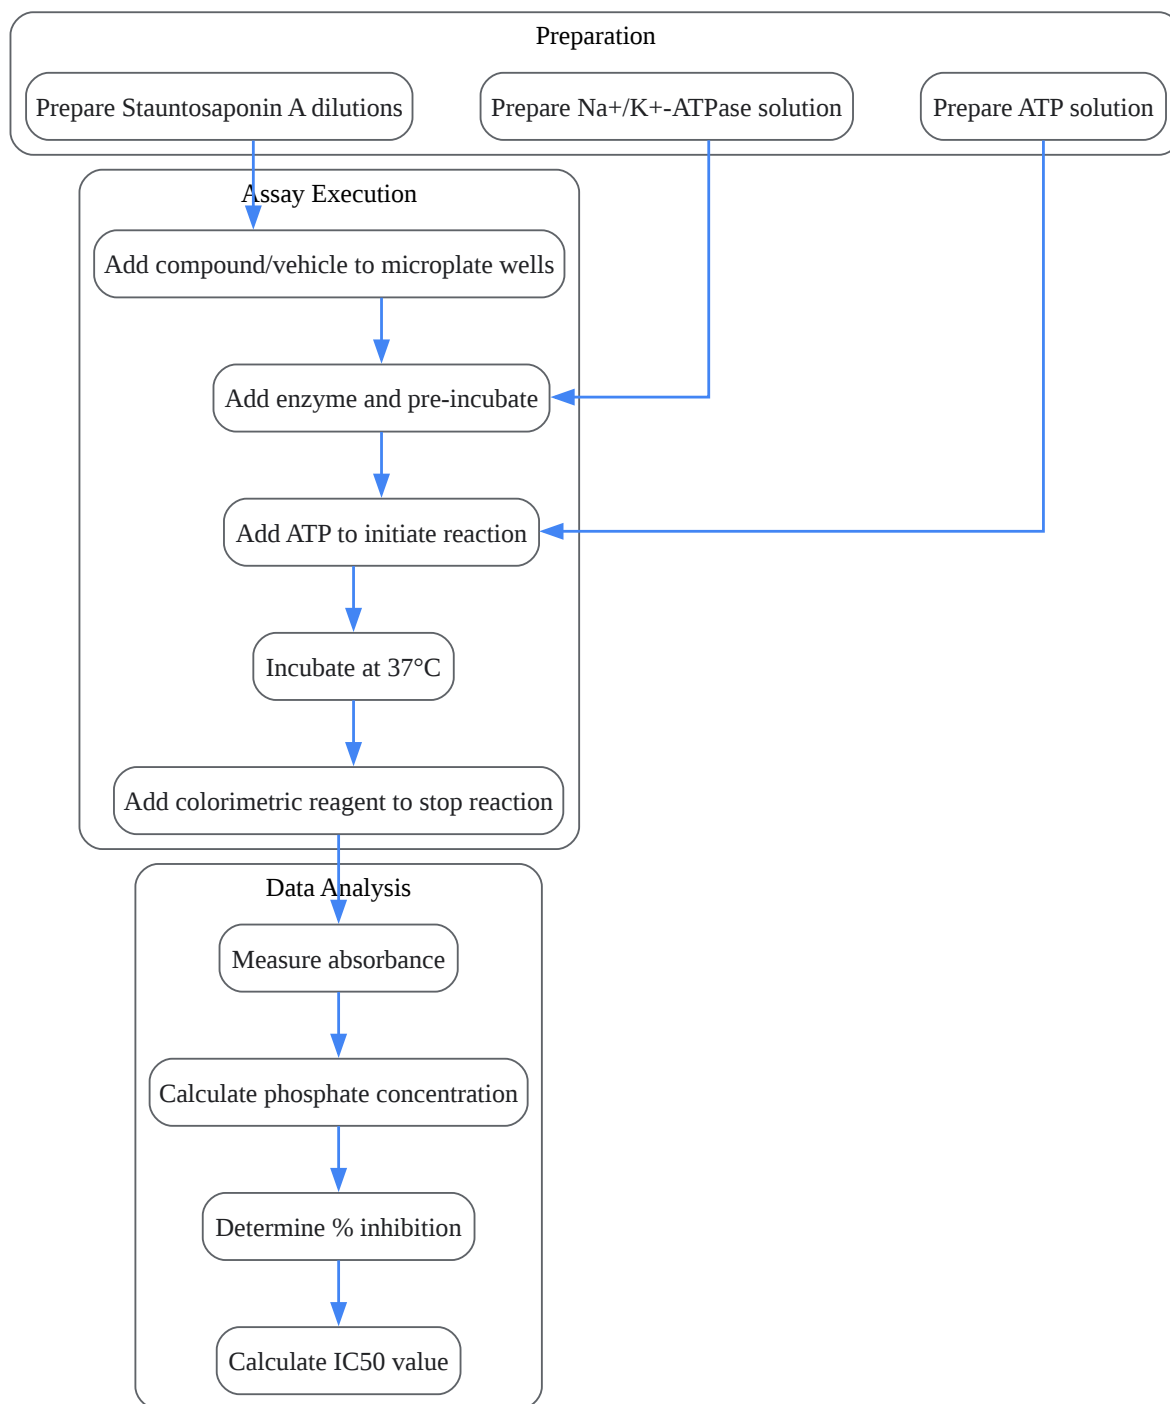 Preparation
Prepare Stauntosaponin A dilutions
Prepare Na+/K+-ATPase solution
Prepare ATP solution
Assay Execution
Add compound/vehicle to microplate wells
Add enzyme and pre-incubate
Add ATP to initiate reaction
Incubate at 37°C
Add colorimetric reagent to stop reaction
Data Analysis
Measure absorbance
Calculate phosphate concentration
Determine % inhibition
Calculate IC50 value